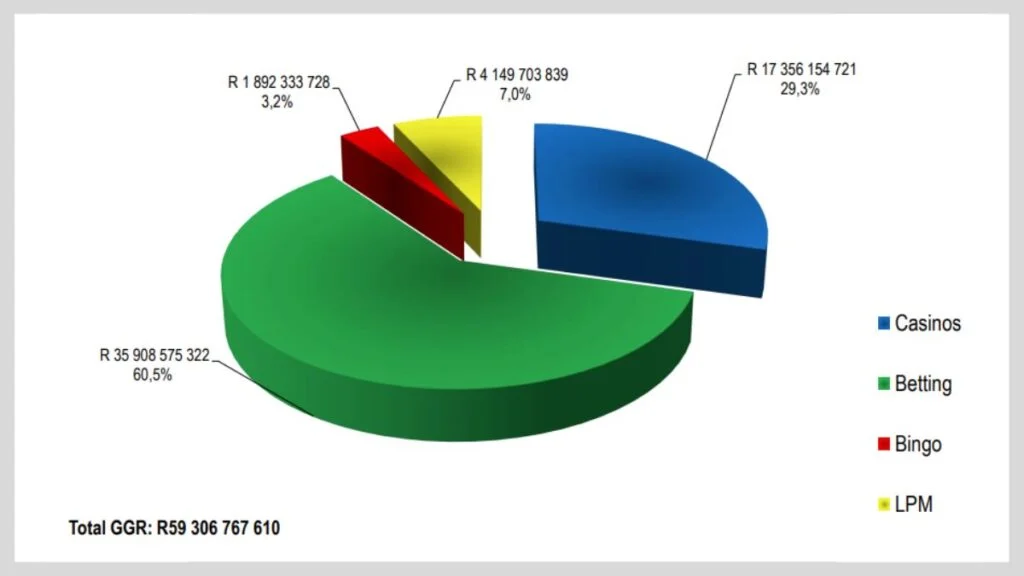 R 4 149 703 839
7,0%
R 17 356 154 721
29,3%
R 1 892 333 728
3,2%
R 35 908 575 322
60,5%
Casinos
Betting
Bingo
LPM
Total GGR: R59 306 767 610